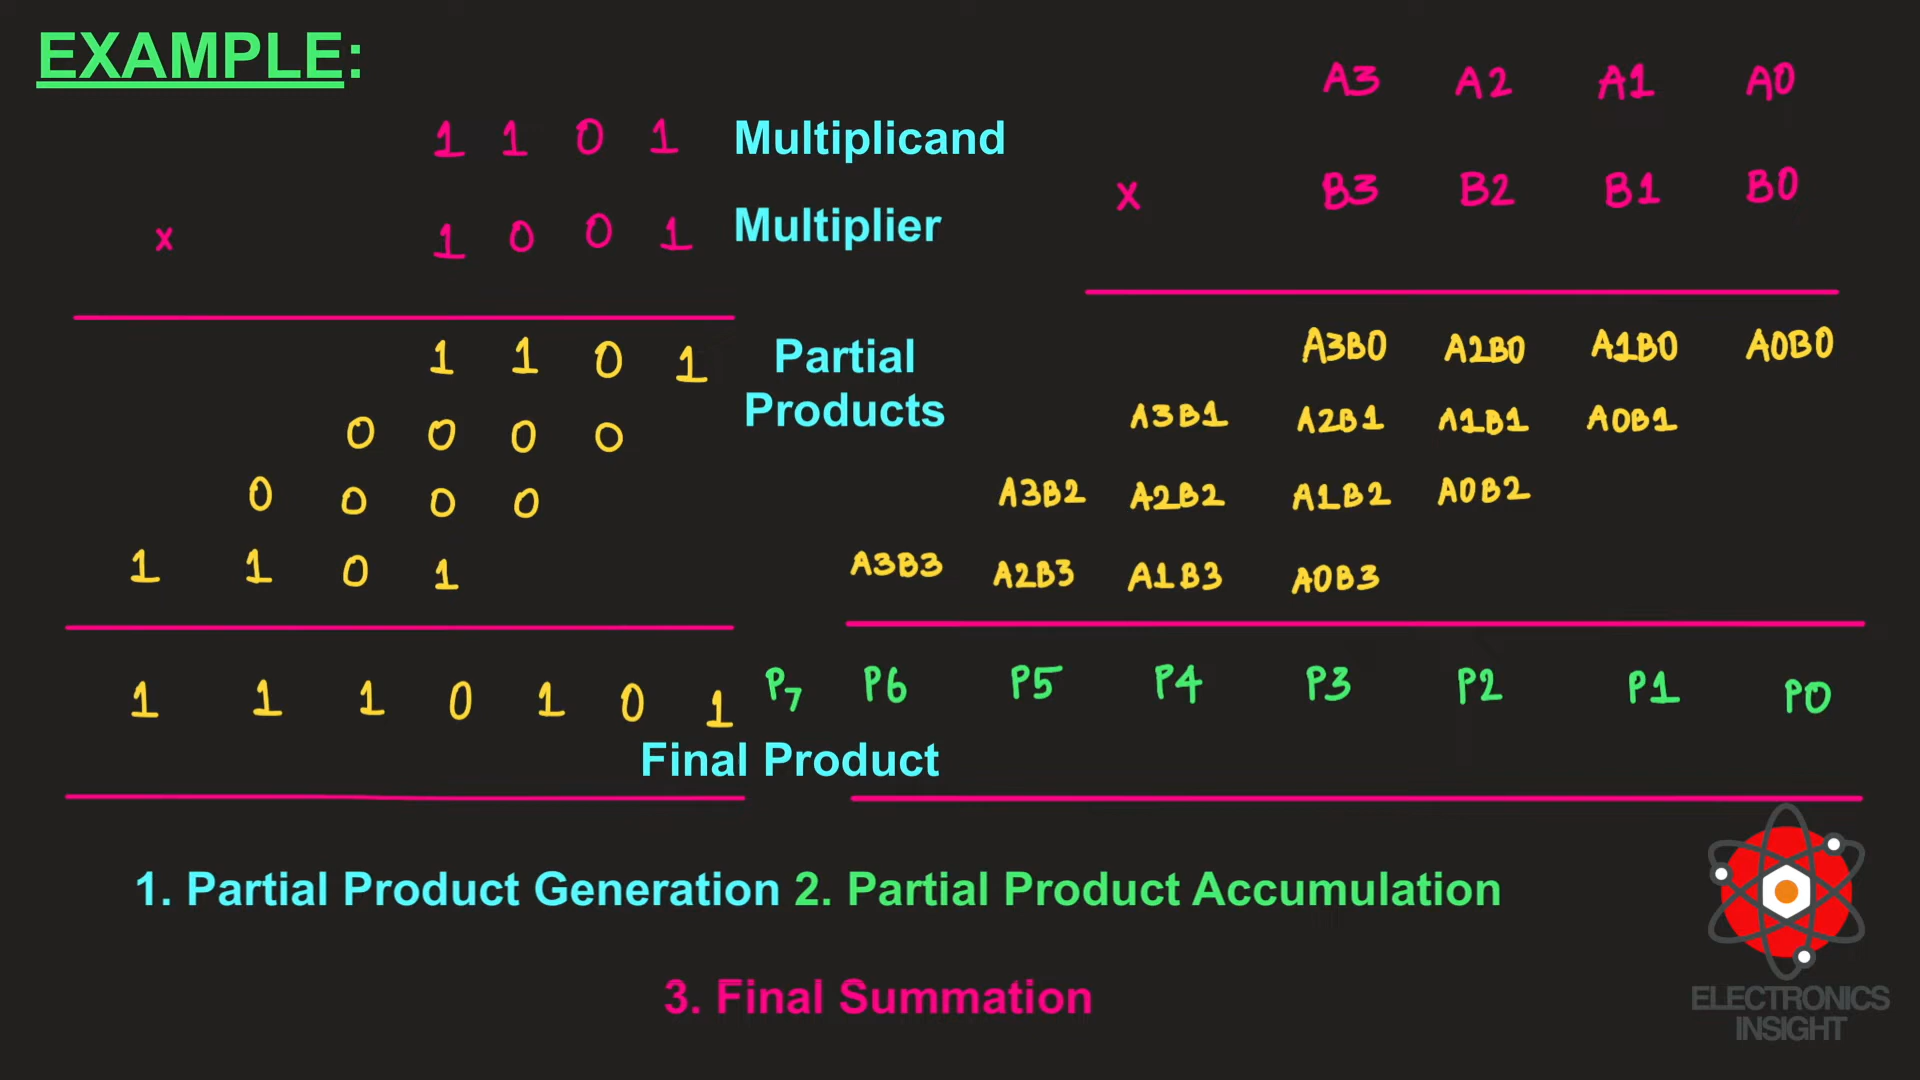 EXAMPLE:
1 1 0 1 Multiplicand
x 1 0 0 1 Multiplier
1 1 0 1 Partial
Products
0 0 0 0
0 0 0 0
1 1 0 1
1 1 1 0 1 0 1
A3 A2 A1 A0
x B3 B2 B1 B0
A3B0 A2B0 A1B0 A0B0
A3B1 A2B1 A1B1 A0B1
A3B2 A2B2 A1B2 A0B2
A3B3 A2B3 A1B3 A0B3
P7 P6 P5 P4 P3 P2 P1 P0
Final Product
1. Partial Product Generation 2. Partial Product Accumulation
3. Final Summation
ELECTRONICS
INSIGHT